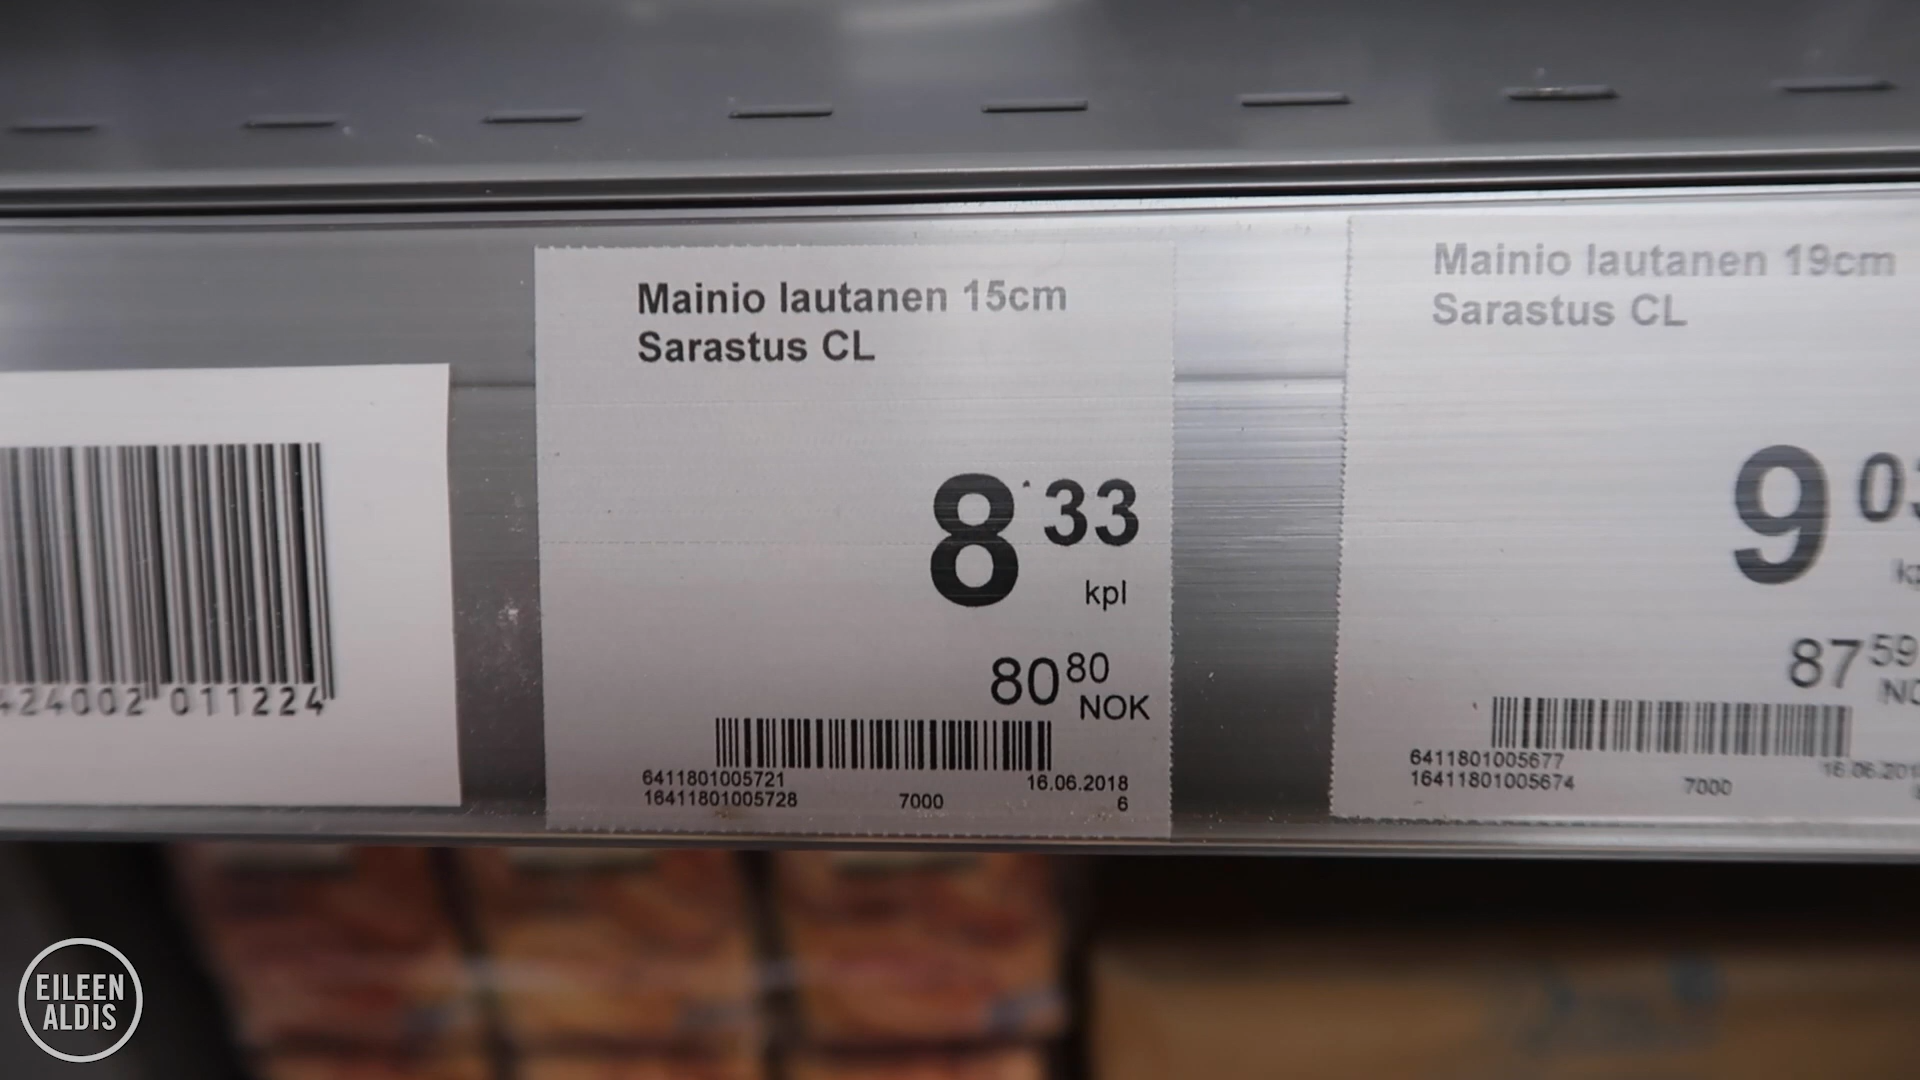 424002 011224
Mainio lautanen 15cm
Sarastus CL
8.33
kpl
80 80
NOK
6411801005721
16411801005728
7000
16.06.2018
6
Mainio lautanen 19cm
Sarastus CL
9
87 59
6411801005677
16411801005674
7000
EILEEN
ALDIS